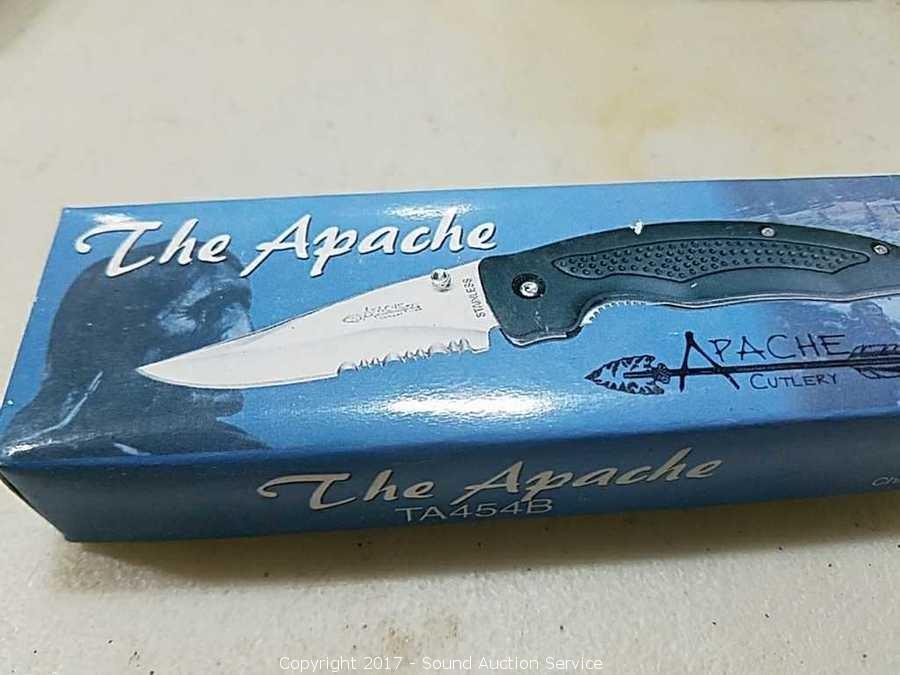 The Apache
STAINLESS
APACHE
CUTLERY
The Apache
TA454B
Copyright 2017 - Sound Auction Service